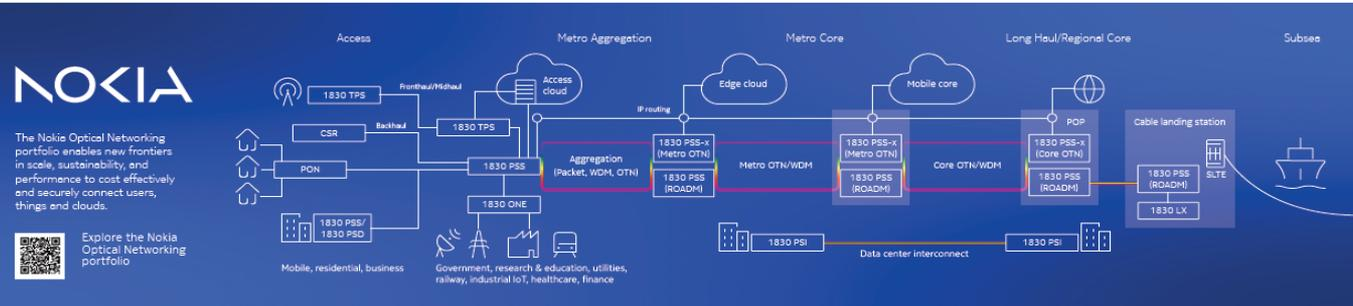 Access
Metro Aggregation
Metro Core
Long Haul/Regional Core
Subsea
NOKIA
The Nokia Optical Networking
portfolio enables new frontiers
in scale, sustainability, and
performance to cost effectively
and securely connect users,
things and clouds.
Explore the Nokia
Optical Networking
portfolio
1830 TPS
Fronthaul/Midhaul
CSR
Backhaul
1830 TPS
PON
1830 PSS
1830 ONE
1830 PSS/
1830 PSD
Mobile, residential, business
Government, research & education, utilities,
railway, industrial IoT, healthcare, finance
Access
cloud
IP routing
Aggregation
(Packet, WDM, OTN)
Edge cloud
1830 PSS-x
(Metro OTN)
1830 PSS
(ROADM)
Metro OTN/WDM
Mobile core
1830 PSS-x
(Metro OTN)
1830 PSS
(ROADM)
Core OTN/WDM
POP
1830 PSS-x
(Core OTN)
1830 PSS
(ROADM)
Cable landing station
1830 PSS
(ROADM)
1830 LX
SLTE
1830 PSI
1830 PSI
Data center interconnect